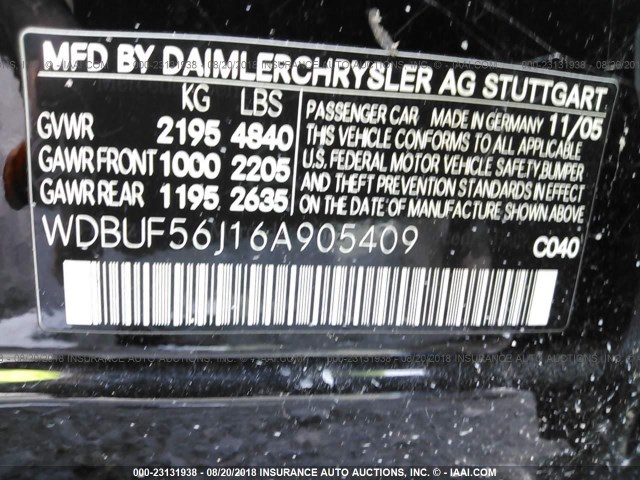 MFD BY DAIMLERCHRYSLER AG STUTTGART
KG LBS
GVWR 2195 4840
GAWR FRONT 1000 2205
GAWR REAR 1195 2635
PASSENGER CAR MADE IN GERMANY 11/05
THIS VEHICLE CONFORMS TO ALL APPLICABLE
U.S. FEDERAL MOTOR VEHICLE SAFETY, BUMPER
AND THEFT PREVENTION STANDARDS IN EFFECT
ON THE DATE OF MANUFACTURE SHOWN ABOVE
WDBUF56J16A905409
C040
000-23131938 - 08/20/2018 INSURANCE AUTO AUCTIONS, INC. (C) - IAAI.COM